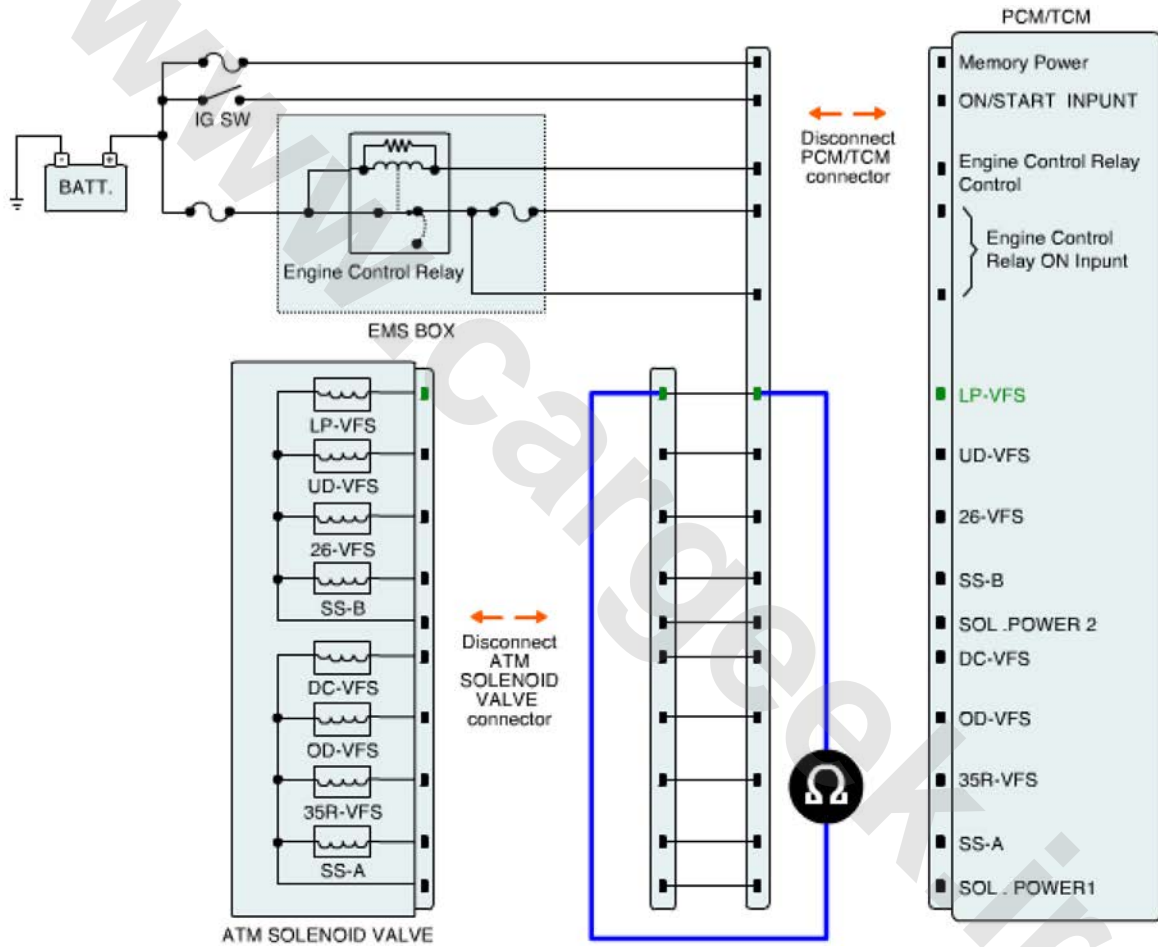 PCM/TCM
Memory Power
ON/START INPUNT
IG SW
Disconnect
PCM/TCM
connector
- +
BATT.
Engine Control Relay
Control
Engine Control
Relay ON Inpunt
Engine Control Relay
EMS BOX
LP-VFS
UD-VFS
26-VFS
SS-B
DC-VFS
OD-VFS
35R-VFS
SS-A
ATM SOLENOID VALVE
Disconnect
ATM
SOLENOID
VALVE
connector
Ω
LP-VFS
UD-VFS
26-VFS
SS-B
SOL .POWER 2
DC-VFS
OD-VFS
35R-VFS
SS-A
SOL . POWER1
www.cargeek.ir